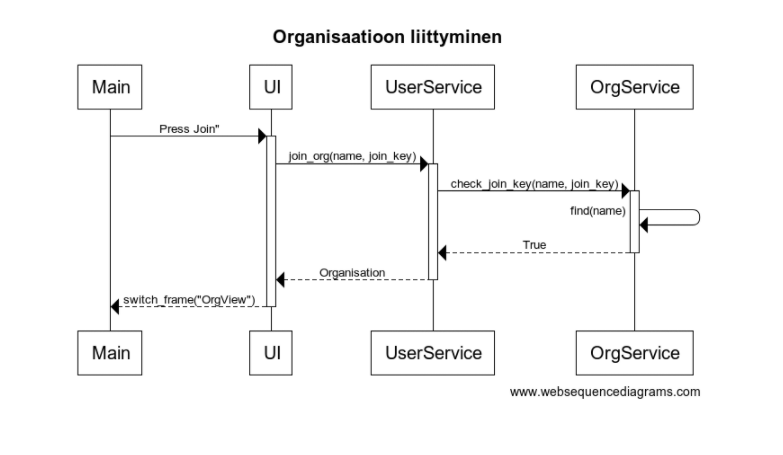 Organisaatioon liittyminen
Main
UI
UserService
OrgService
Press Join"
join_org(name, join_key)
check_join_key(name, join_key)
find(name)
True
Organisation
switch_frame("OrgView")
Main
UI
UserService
OrgService
www.websequencediagrams.com